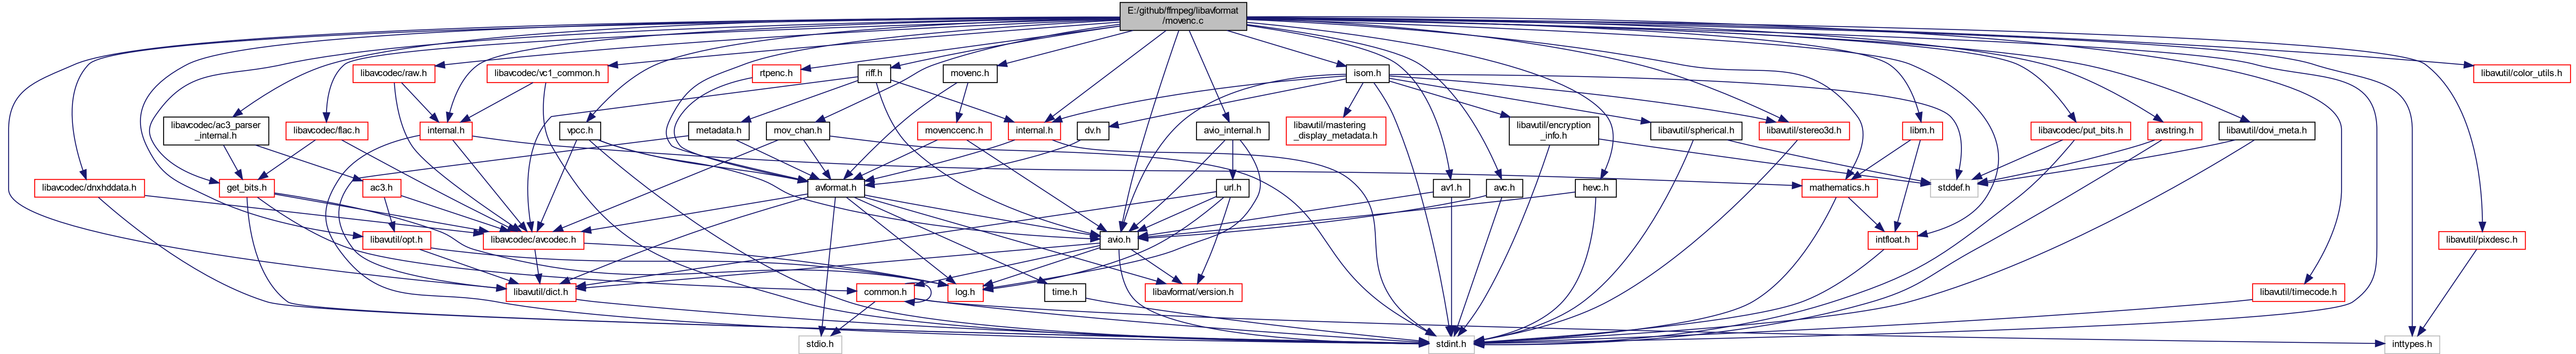 E:/github/ffmpeg/libavformat
/movenc.c
libavcodec/raw.h
libavcodec/vc1_common.h
rtpenc.h
riff.h
movenc.h
isom.h
libavutil/color_utils.h
libavcodec/ac3_parser
_internal.h
libavcodec/flac.h
internal.h
vpcc.h
metadata.h
mov_chan.h
movenccenc.h
internal.h
dv.h
avio_internal.h
libavutil/mastering
_display_metadata.h
libavutil/encryption
_info.h
libavutil/spherical.h
libavutil/stereo3d.h
libm.h
libavcodec/put_bits.h
avstring.h
libavutil/dovi_meta.h
libavcodec/dnxhddata.h
get_bits.h
ac3.h
avformat.h
url.h
av1.h
avc.h
hevc.h
mathematics.h
stddef.h
libavutil/opt.h
libavcodec/avcodec.h
avio.h
intfloat.h
libavutil/pixdesc.h
libavutil/dict.h
common.h
log.h
time.h
libavformat/version.h
libavutil/timecode.h
stdio.h
stdint.h
inttypes.h